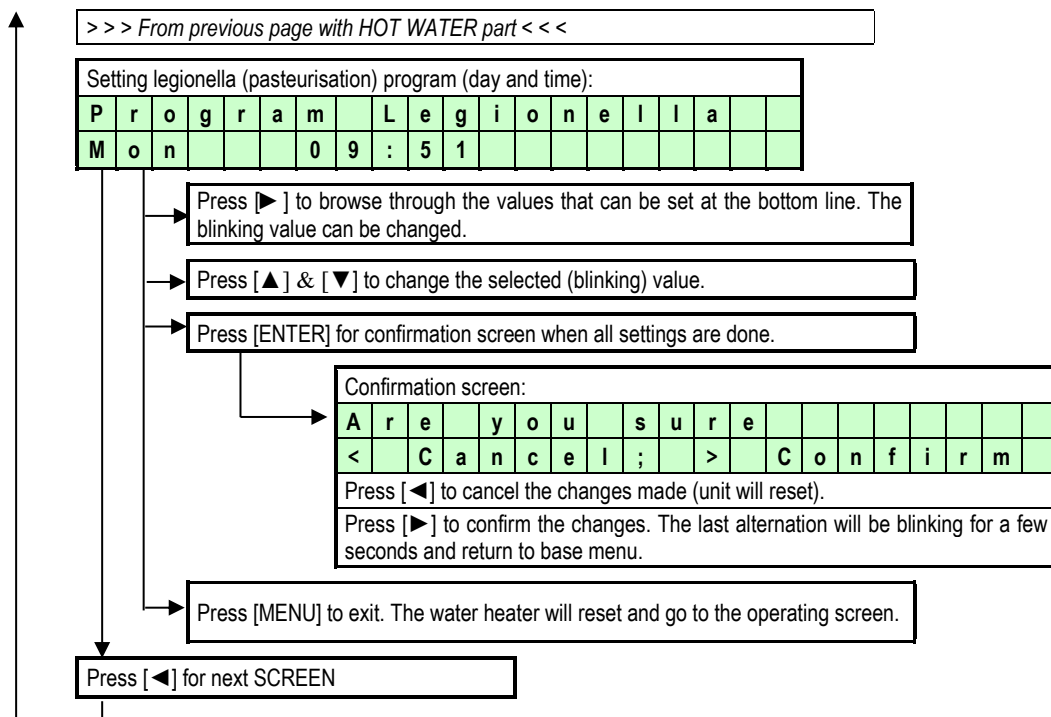 > > > From previous page with HOT WATER part < < <
Setting legionella (pasteurisation) program (day and time):
Program Legionella
Mon 09:51
Press [► ] to browse through the values that can be set at the bottom line. The
blinking value can be changed.
Press [▲] & [▼] to change the selected (blinking) value.
Press [ENTER] for confirmation screen when all settings are done.
Confirmation screen:
Are you sure
< Cancel; > Confirm
Press [◄] to cancel the changes made (unit will reset).
Press [►] to confirm the changes. The last alternation will be blinking for a few
seconds and return to base menu.
Press [MENU] to exit. The water heater will reset and go to the operating screen.
Press [◄] for next SCREEN